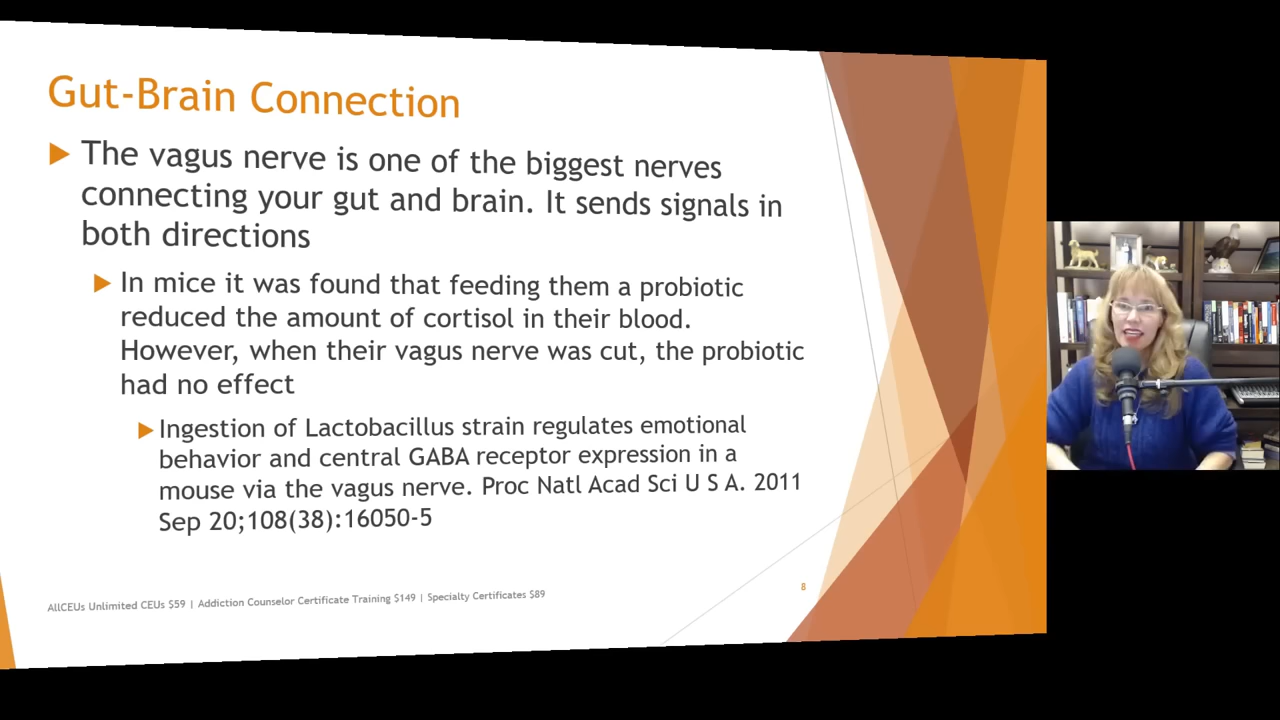 Gut-Brain Connection
The vagus nerve is one of the biggest nerves
connecting your gut and brain. It sends signals in
both directions
In mice it was found that feeding them a probiotic
reduced the amount of cortisol in their blood.
However, when their vagus nerve was cut, the probiotic
had no effect
Ingestion of Lactobacillus strain regulates emotional
behavior and central GABA receptor expression in a
mouse via the vagus nerve. Proc Natl Acad Sci U S A. 2011
Sep 20;108(38):16050-5
8
AllCEUs Unlimited CEUs $59 | Addiction Counselor Certificate Training $149 | Specialty Certificates $89